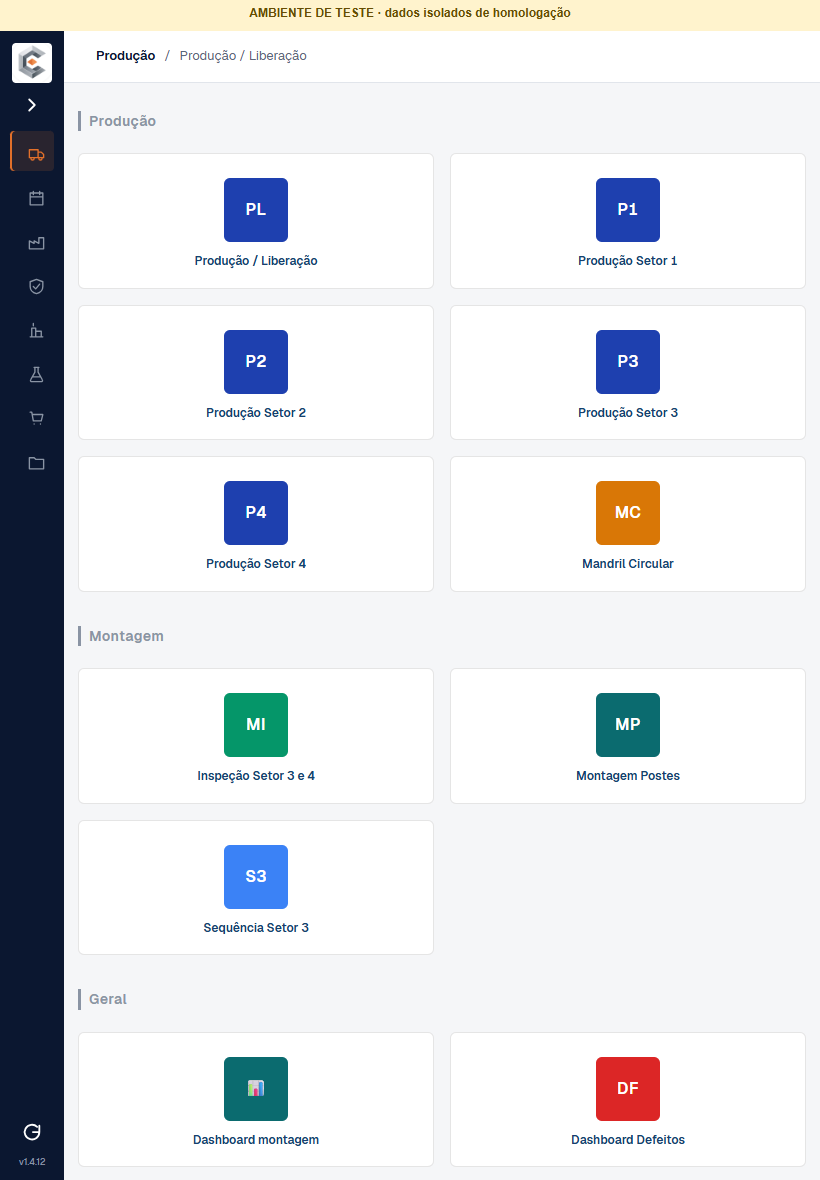 AMBIENTE DE TESTE · dados isolados de homologação
Produção / Produção / Liberação
Produção
PL
Produção / Liberação
P1
Produção Setor 1
P2
Produção Setor 2
P3
Produção Setor 3
P4
Produção Setor 4
MC
Mandril Circular
Montagem
MI
Inspeção Setor 3 e 4
MP
Montagem Postes
S3
Sequência Setor 3
Geral
Dashboard montagem
DF
Dashboard Defeitos
v1.4.12